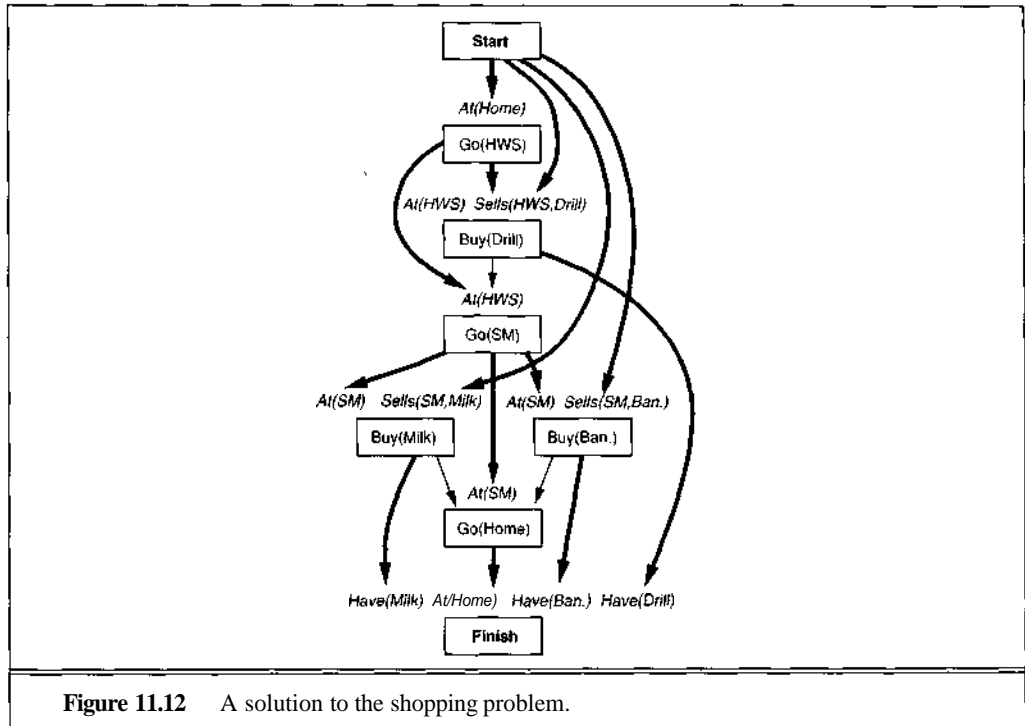 Start
At(Home)
Go(HWS)
At(HWS) Sells(HWS,Drill)
Buy(Drill)
At(HWS)
Go(SM)
At(SM) Sells(SM,Milk) At(SM) Sells(SM,Ban.)
Buy(Milk) Buy(Ban.)
At(SM)
Go(Home)
Have(Milk) At/Home) Have(Ban.) Have(Drill)
Finish
Figure 11.12 A solution to the shopping problem.